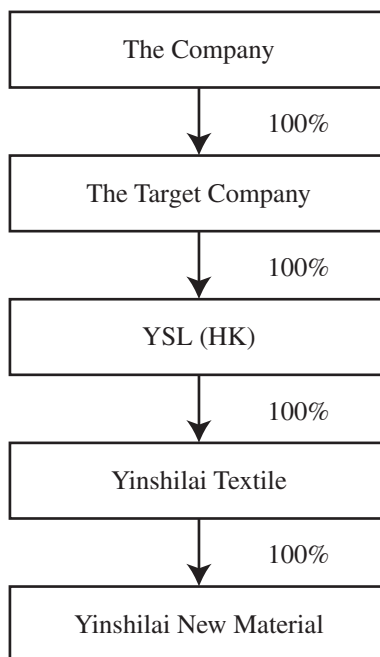 The Company
100%
The Target Company
100%
YSL (HK)
100%
Yinshilai Textile
100%
Yinshilai New Material